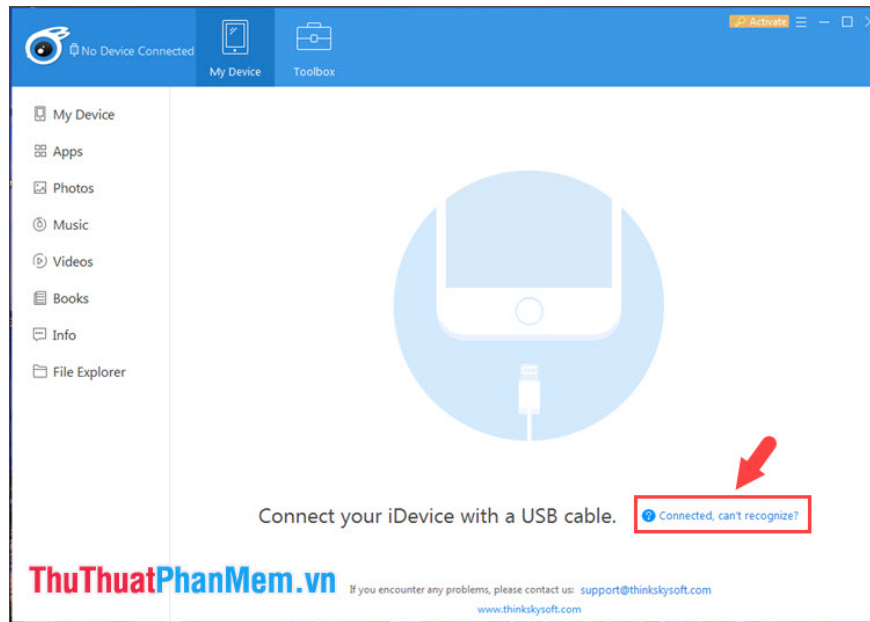 Activate
No Device Connected
My Device
Toolbox
My Device
Apps
Photos
Music
Videos
Books
Info
File Explorer
Connect your iDevice with a USB cable.
? Connected, can't recognize?
ThuThuatPhanMem.vn
If you encounter any problems, please contact us: support@thinkskysoft.com
www.thinkskysoft.com